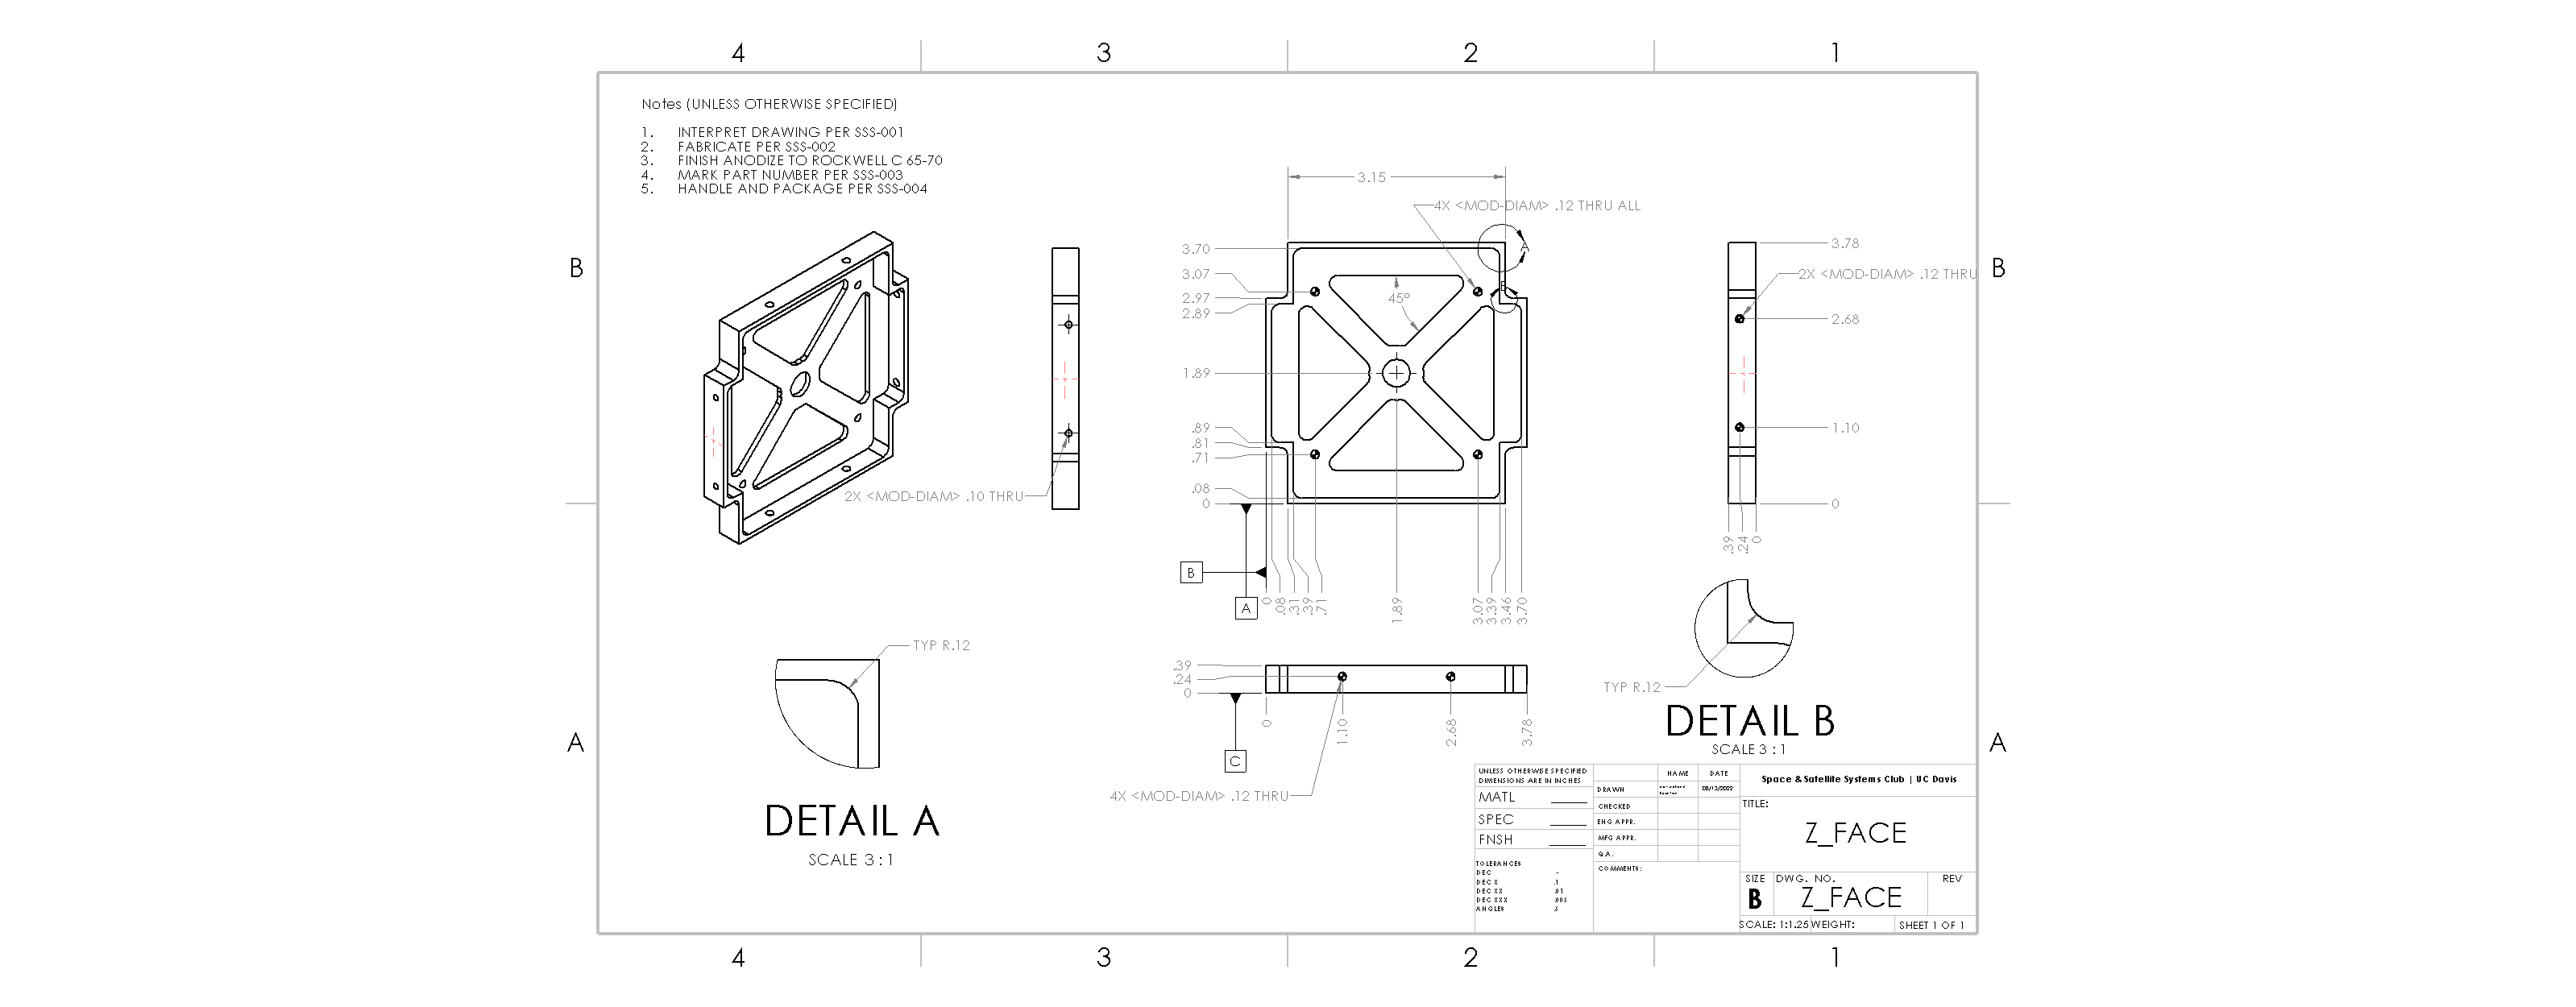 4 3 2 1
Notes (UNLESS OTHERWISE SPECIFIED)
1. INTERPRET DRAWING PER SSS-001
2. FABRICATE PER SSS-002
3. FINISH ANODIZE TO ROCKWELL C 65-70
4. MARK PART NUMBER PER SSS-003
5. HANDLE AND PACKAGE PER SSS-004
B
B
3.15
4X <MOD-DIAM> .12 THRU ALL
A
B
3.70
3.07
2.97
2.89
1.89
.89
.81
.71
.08
0
45°
3.78
2X <MOD-DIAM> .12 THRU
2.68
1.10
0
.39
.24
0
2X <MOD-DIAM> .10 THRU
B
A
0
.08
.31
.39
.71
1.89
3.07
3.39
3.46
3.70
TYP R.12
DETAIL A
SCALE 3 : 1
.39
.24
0
C
0
1.10
2.68
3.78
4X <MOD-DIAM> .12 THRU
TYP R.12
DETAIL B
SCALE 3 : 1
A
A
UNLESS OTHERWISE SPECIFIED
DIMENSIONS ARE IN INCHES
MATL
SPEC
FNSH
TOLERANCES
DEC -
DEC X .1
DEC XX .01
DEC XXX .005
ANGLES
NAME DATE
DRAWN 08/13/2022
CHECKED
ENG APPR.
MFG APPR.
Q.A.
COMMENTS:
Space & Satellite Systems Club | UC Davis
TITLE:
Z_FACE
SIZE DWG. NO. REV
B Z_FACE
SCALE: 1:1.25 WEIGHT: SHEET 1 OF 1
4 3 2 1